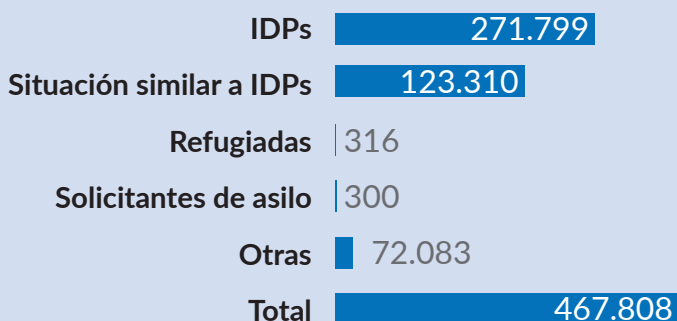 IDPs 271.799
Situación similar a IDPs 123.310
Refugiadas 316
Solicitantes de asilo 300
Otras 72.083
Total 467.808